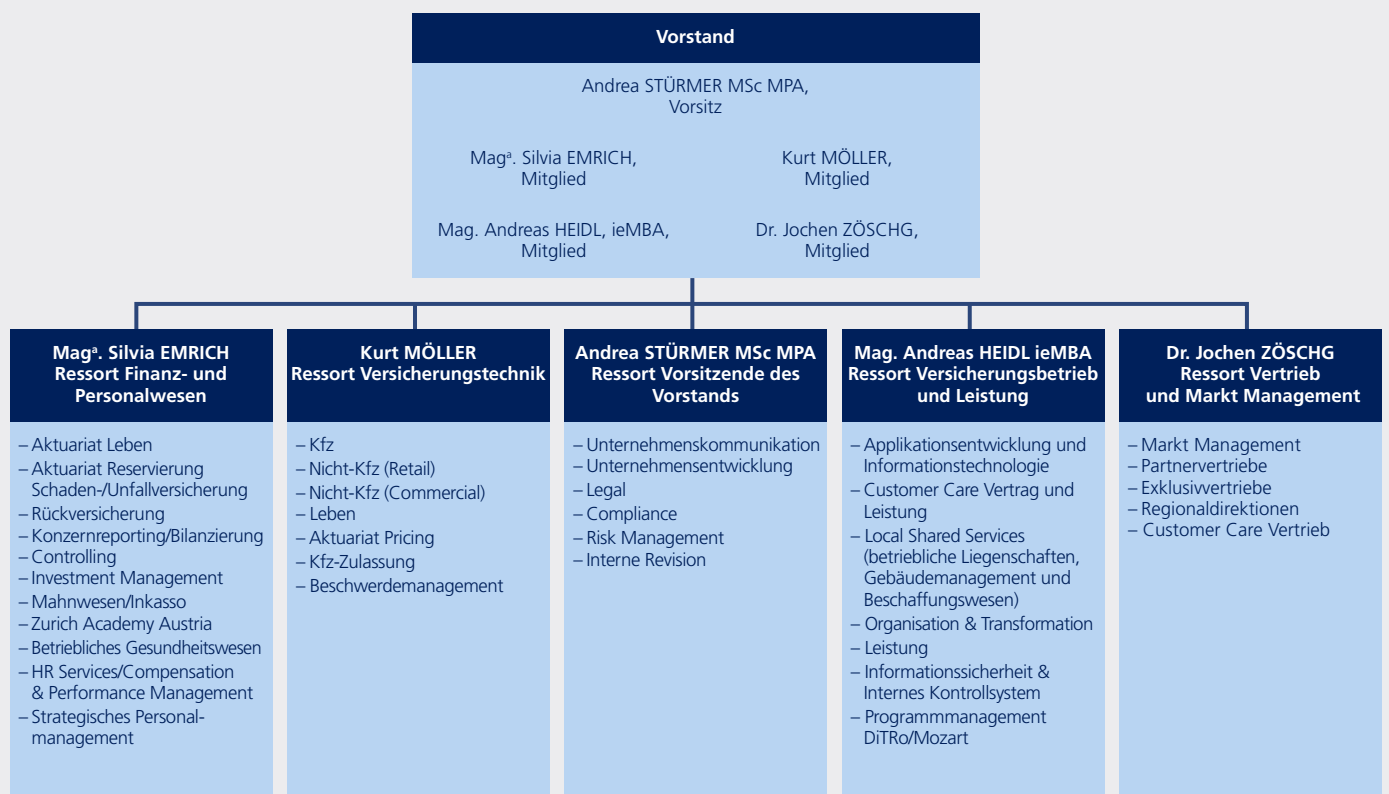 Vorstand
Andrea STÜRMER MSc MPA,
Vorsitz
Magª. Silvia EMRICH,
Mitglied
Kurt MÖLLER,
Mitglied
Mag. Andreas HEIDL, ieMBA,
Mitglied
Dr. Jochen ZÖSCHG,
Mitglied
Magª. Silvia EMRICH
Ressort Finanz- und
Personalwesen
– Aktuariat Leben
– Aktuariat Reservierung
Schaden-/Unfallversicherung
– Rückversicherung
– Konzernreporting/Bilanzierung
– Controlling
– Investment Management
– Mahnwesen/Inkasso
– Zurich Academy Austria
– Betriebliches Gesundheitswesen
– HR Services/Compensation
& Performance Management
– Strategisches Personal-
management
Kurt MÖLLER
Ressort Versicherungstechnik
– Kfz
– Nicht-Kfz (Retail)
– Nicht-Kfz (Commercial)
– Leben
– Aktuariat Pricing
– Kfz-Zulassung
– Beschwerdemanagement
Andrea STÜRMER MSc MPA
Ressort Vorsitzende des
Vorstands
– Unternehmenskommunikation
– Unternehmensentwicklung
– Legal
– Compliance
– Risk Management
– Interne Revision
Mag. Andreas HEIDL ieMBA
Ressort Versicherungsbetrieb
und Leistung
– Applikationsentwicklung und
Informationstechnologie
– Customer Care Vertrag und
Leistung
– Local Shared Services
(betriebliche Liegenschaften,
Gebäudemanagement und
Beschaffungswesen)
– Organisation & Transformation
– Leistung
– Informationssicherheit &
Internes Kontrollsystem
– Programmmanagement
DiTRo/Mozart
Dr. Jochen ZÖSCHG
Ressort Vertrieb
und Markt Management
– Markt Management
– Partnervertriebe
– Exklusivvertriebe
– Regionaldirektionen
– Customer Care Vertrieb